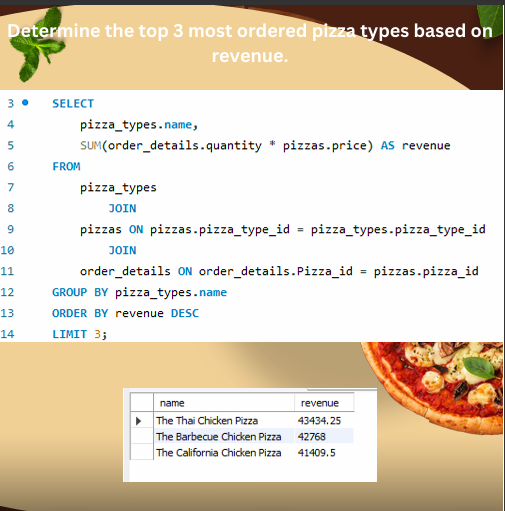 Determine the top 3 most ordered pizza types based on
revenue.
3 SELECT
4 pizza_types.name,
5 SUM(order_details.quantity * pizzas.price) AS revenue
6 FROM
7 pizza_types
8 JOIN
9 pizzas ON pizzas.pizza_type_id = pizza_types.pizza_type_id
10 JOIN
11 order_details ON order_details.Pizza_id = pizzas.pizza_id
12 GROUP BY pizza_types.name
13 ORDER BY revenue DESC
14 LIMIT 3;
name revenue
The Thai Chicken Pizza 43434.25
The Barbecue Chicken Pizza 42768
The California Chicken Pizza 41409.5